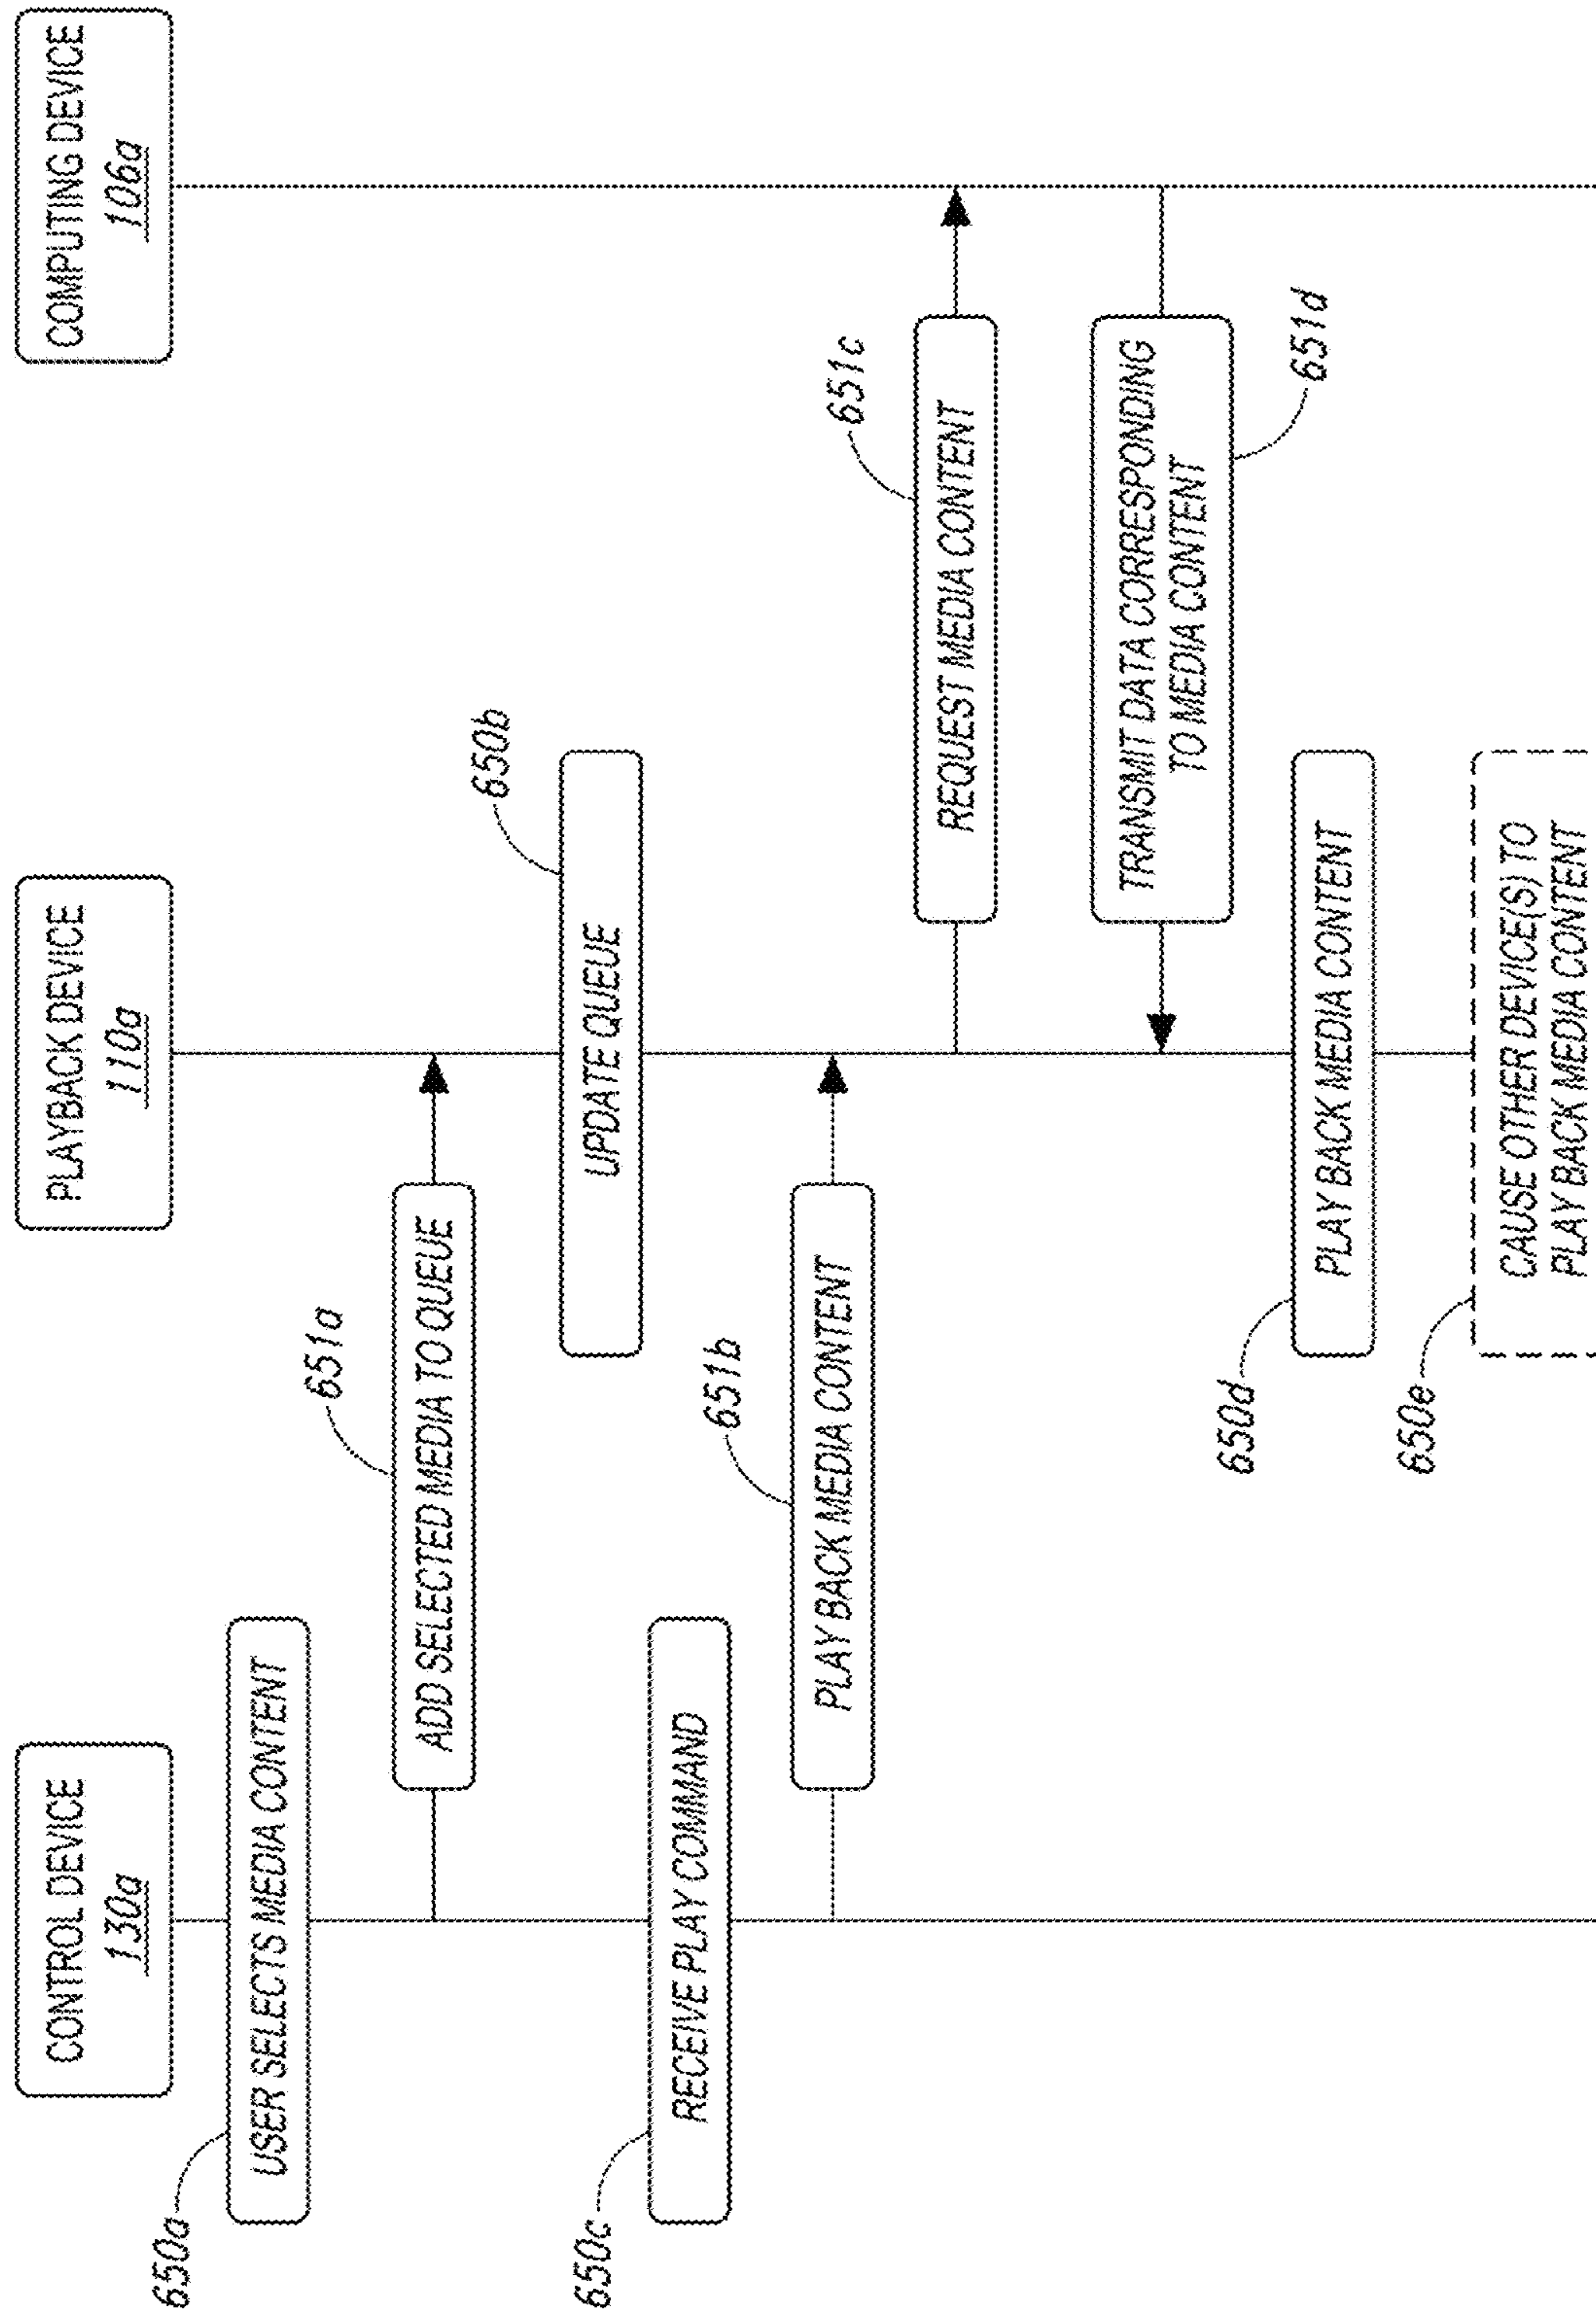 CONTROL DEVICE
130a
PLAYBACK DEVICE
110a
COMPUTING DEVICE
106a
650a
USER SELECTS MEDIA CONTENT
651a
ADD SELECTED MEDIA TO QUEUE
650b
UPDATE QUEUE
650c
RECEIVE PLAY COMMAND
651b
PLAY BACK MEDIA CONTENT
651c
REQUEST MEDIA CONTENT
TRANSMIT DATA CORRESPONDING
TO MEDIA CONTENT
651d
650d
PLAY BACK MEDIA CONTENT
650e
CAUSE OTHER DEVICE(S) TO
PLAY BACK MEDIA CONTENT